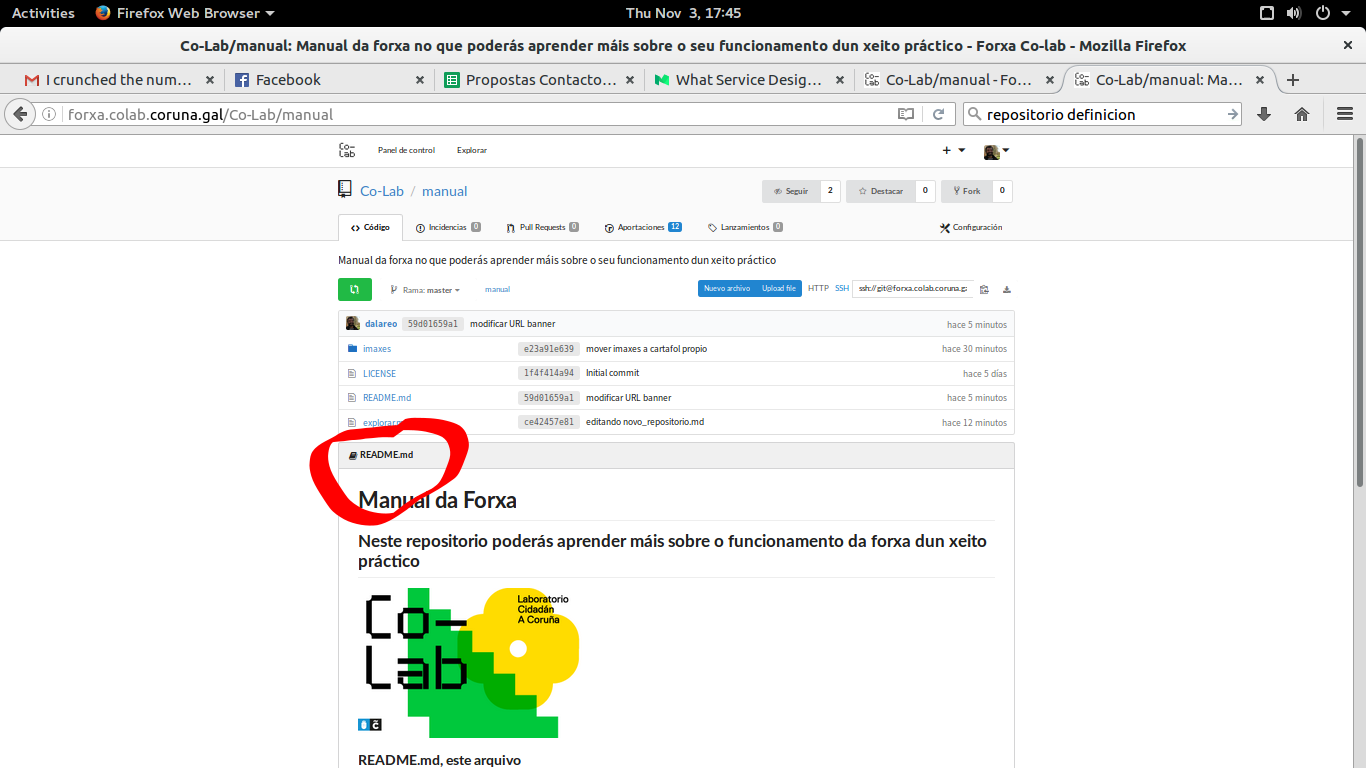 Activities Firefox Web Browser Thu Nov 3, 17:45
Co-Lab/manual: Manual da forxa no que poderás aprender máis sobre o seu funcionamento dun xeito práctico - Forxa Co-lab - Mozilla Firefox
I crunched the num… Facebook Propostas Contacto… What Service Desig… Co-Lab/manual - Fo… Co-Lab/manual: Ma…
forxa.colab.coruna.gal/Co-Lab/manual repositorio definicion
Co-
Lab
Panel de control Explorar
Co-Lab / manual Seguir 2 Destacar 0 Fork 0
Código Incidencias 0 Pull Requests 0 Aportaciones 12 Lanzamientos 0 Configuración
Manual da forxa no que poderás aprender máis sobre o seu funcionamento dun xeito práctico
Rama: master manual Nuevo archivo Upload file HTTP SSH ssh://git@forxa.colab.coruna.ga
dalareo 59d01659a1 modificar URL banner hace 5 minutos
imaxes e23a91e639 mover imaxes a cartafol propio hace 30 minutos
LICENSE 1f4f414a94 Initial commit hace 5 días
README.md 59d01659a1 modificar URL banner hace 5 minutos
ce42457e81 editando novo_repositorio.md hace 12 minutos
README.md
Manual da Forxa
Neste repositorio poderás aprender máis sobre o funcionamento da forxa dun xeito
práctico
Co-
Lab
Laboratorio
Cidadán
A Coruña
README.md, este arquivo